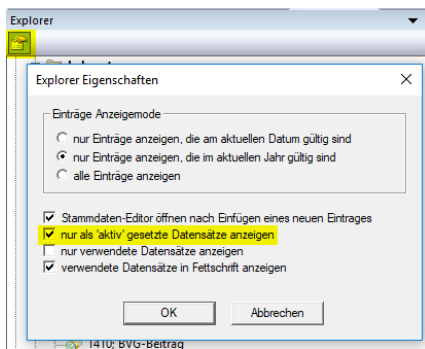 Explorer
Explorer Eigenschaften
Einträge Anzeigemode
nur Einträge anzeigen, die am aktuellen Datum gültig sind
nur Einträge anzeigen, die im aktuellen Jahr gültig sind
alle Einträge anzeigen
Stammdaten-Editor öffnen nach Einfügen eines neuen Eintrages
nur als 'aktiv' gesetzte Datensätze anzeigen
nur verwendete Datensätze anzeigen
verwendete Datensätze in Fettschrift anzeigen
OK Abbrechen
1410; BVG-Beitrag